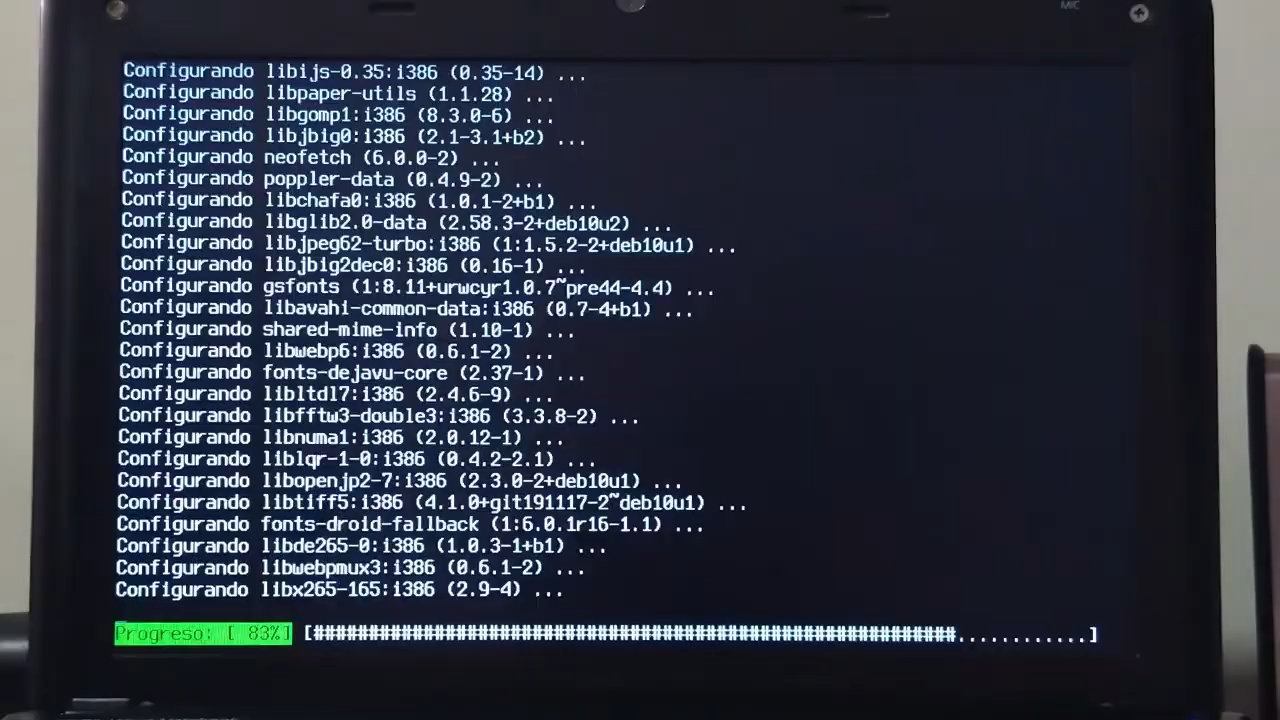 MIC
Configurando libijs-0.35:i386 (0.35-14) ...
Configurando libpaper-utils (1.1.28) ...
Configurando libgomp1:i386 (8.3.0-6) ...
Configurando libjbig0:i386 (2.1-3.1+b2) ...
Configurando neofetch (6.0.0-2) ...
Configurando poppler-data (0.4.9-2) ...
Configurando libchafa0:i386 (1.0.1-2+b1) ...
Configurando libglib2.0-data (2.58.3-2+deb10u2) ...
Configurando libjpeg62-turbo:i386 (1:1.5.2-2+deb10u1) ...
Configurando libjbig2dec0:i386 (0.16-1) ...
Configurando gsfonts (1:8.11+urwcyr1.0.7~pre44-4.4) ...
Configurando libavahi-common-data:i386 (0.7-4+b1) ...
Configurando shared-mime-info (1.10-1) ...
Configurando libwebp6:i386 (0.6.1-2) ...
Configurando fonts-dejavu-core (2.37-1) ...
Configurando libltdl7:i386 (2.4.6-9) ...
Configurando libfftw3-double3:i386 (3.3.8-2) ...
Configurando libnuma1:i386 (2.0.12-1) ...
Configurando liblqr-1-0:i386 (0.4.2-2.1) ...
Configurando libopenjp2-7:i386 (2.3.0-2+deb10u1) ...
Configurando libtiff5:i386 (4.1.0+git191117-2~deb10u1) ...
Configurando fonts-droid-fallback (1:6.0.1r16-1.1) ...
Configurando libde265-0:i386 (1.0.3-1+b1) ...
Configurando libwebpmux3:i386 (0.6.1-2) ...
Configurando libx265-165:i386 (2.9-4) ...
Progreso: [ 83%] [###########################################################............]